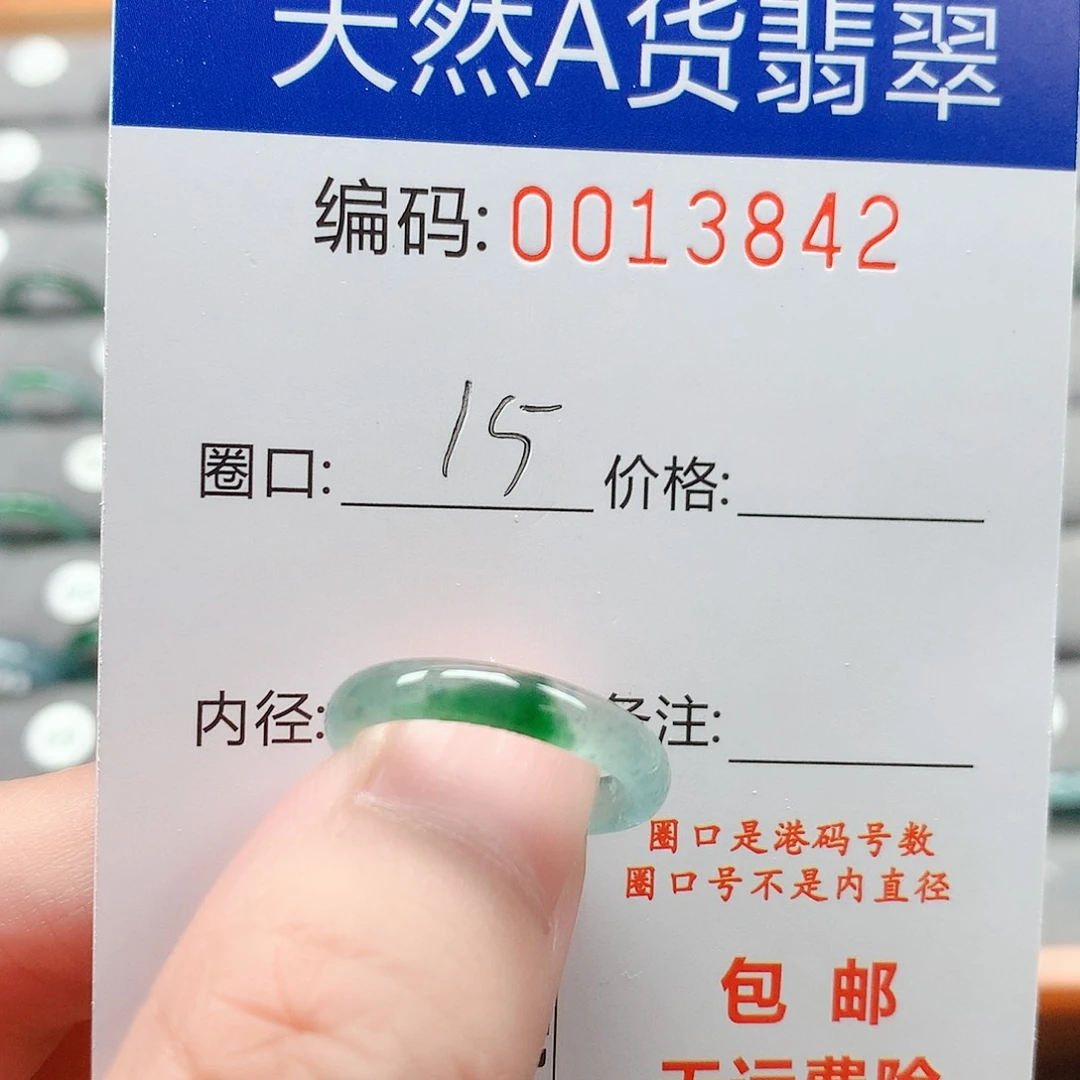 天然A货翡翠
编码: 0013842
圈口: 15 价格:
内径: 备注:
圈口是港码号数
圈口号不是内直径
包邮